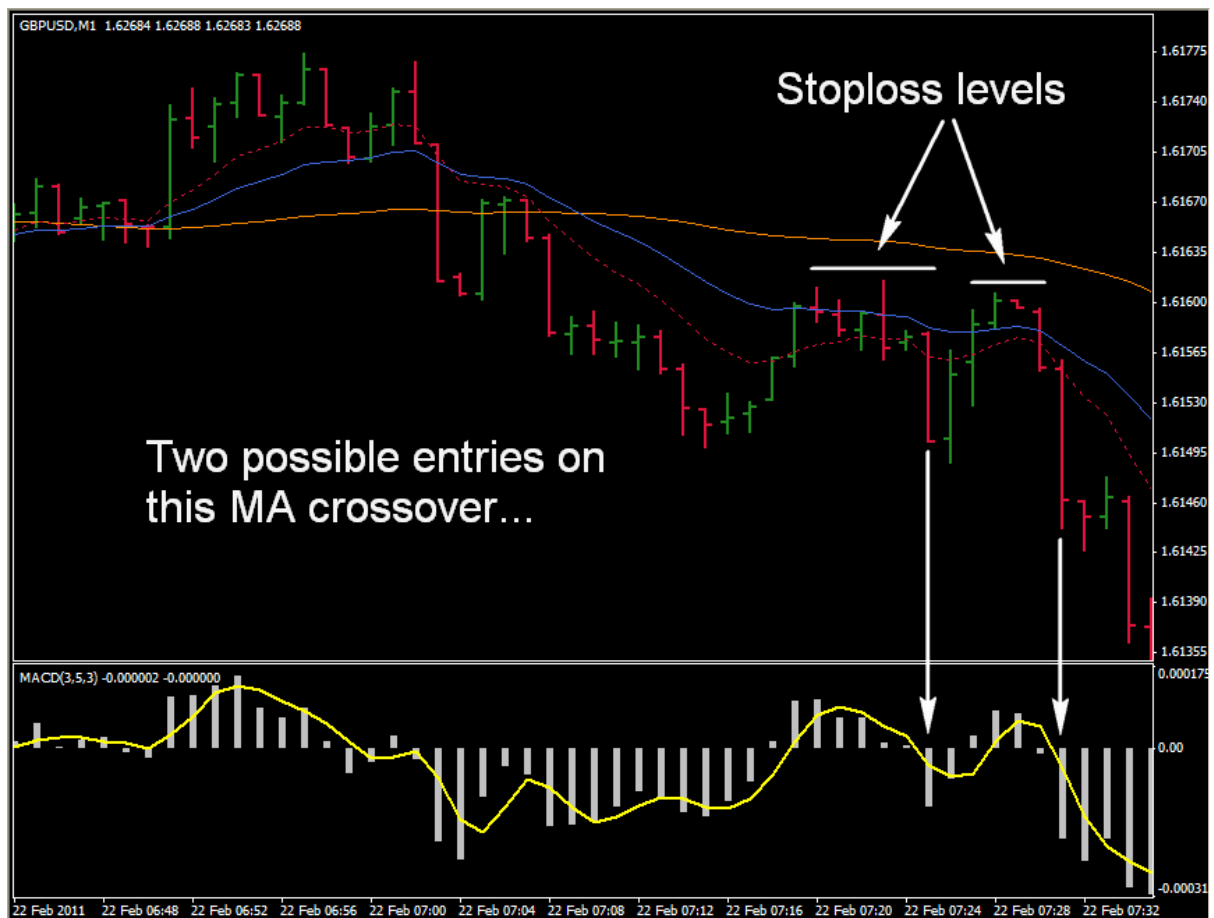 GBPUSD,M1 1.62684 1.62688 1.62683 1.62688
Stoploss levels
Two possible entries on
this MA crossover...
1.61775
1.61740
1.61705
1.61670
1.61635
1.61600
1.61565
1.61530
1.61495
1.61460
1.61425
1.61390
1.61355
MACD(3,5,3) -0.000002 -0.000000
0.000175
0.00
-0.00031
22 Feb 2011 22 Feb 06:48 22 Feb 06:52 22 Feb 06:56 22 Feb 07:00 22 Feb 07:04 22 Feb 07:08 22 Feb 07:12 22 Feb 07:16 22 Feb 07:20 22 Feb 07:24 22 Feb 07:28 22 Feb 07:32